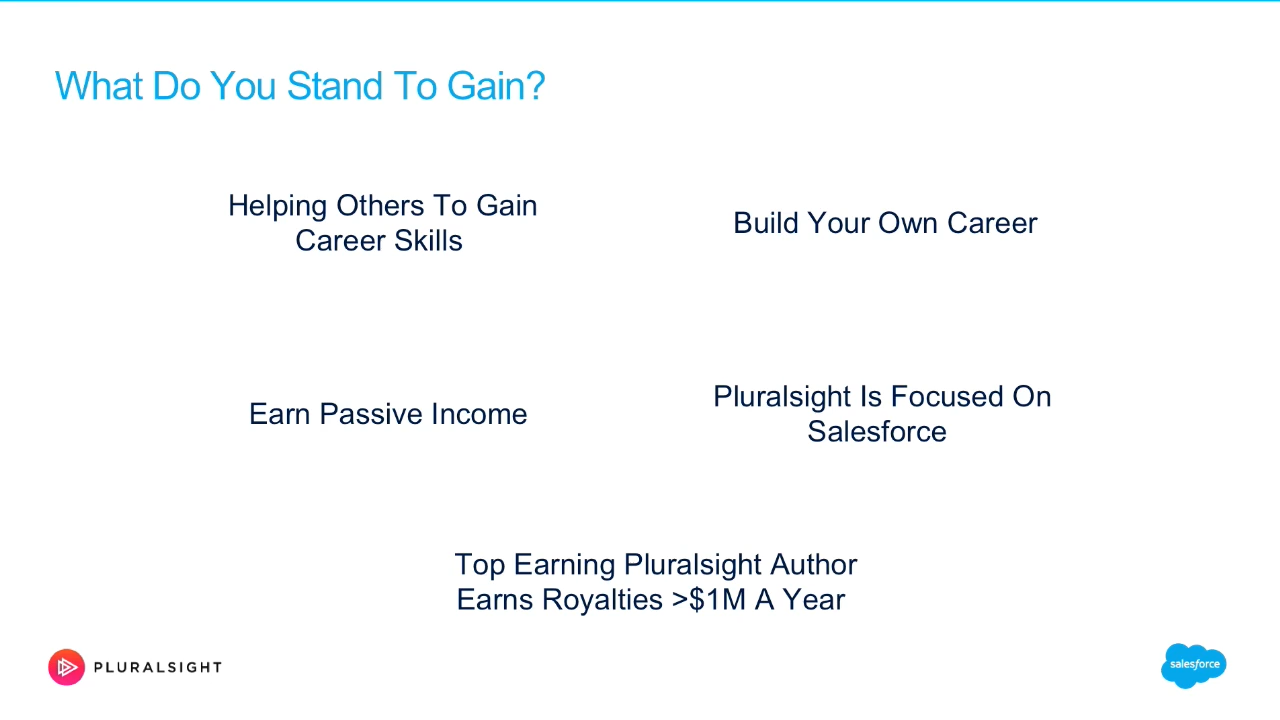 What Do You Stand To Gain?
Helping Others To Gain
Career Skills
Build Your Own Career
Earn Passive Income
Pluralsight Is Focused On
Salesforce
Top Earning Pluralsight Author
Earns Royalties >$1M A Year
PLURALSIGHT
salesforce